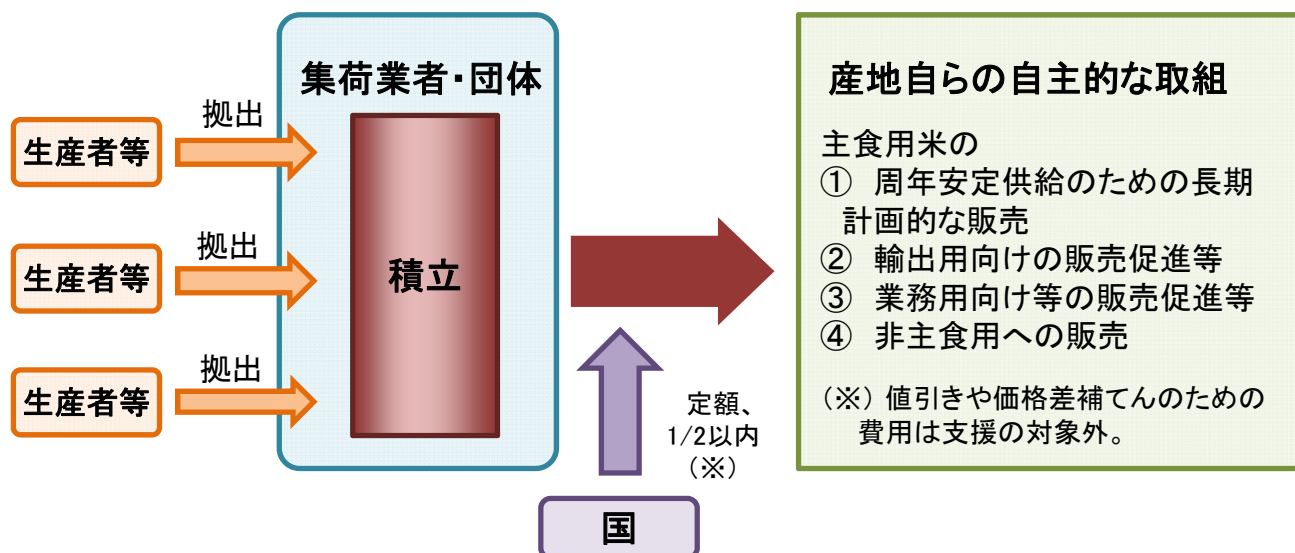 集荷業者・団体
生産者等
拠出
生産者等
拠出
生産者等
拠出
積立
定額、
1/2以内
(※)
国
産地自らの自主的な取組
主食用米の
① 周年安定供給のための長期
計画的な販売
② 輸出用向けの販売促進等
③ 業務用向け等の販売促進等
④ 非主食用への販売
(※) 値引きや価格差補てんのための
費用は支援の対象外。